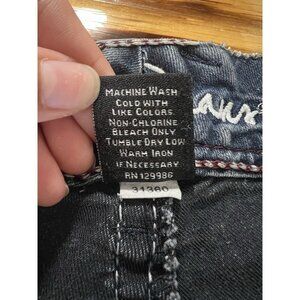 MACHINE WASH
COLD WITH
LIKE COLORS
NON-CHLORINE
BLEACH ONLY
TUMBLE DRY LOW
WARM IRON
IF NECESSARY
RN 129986
31360